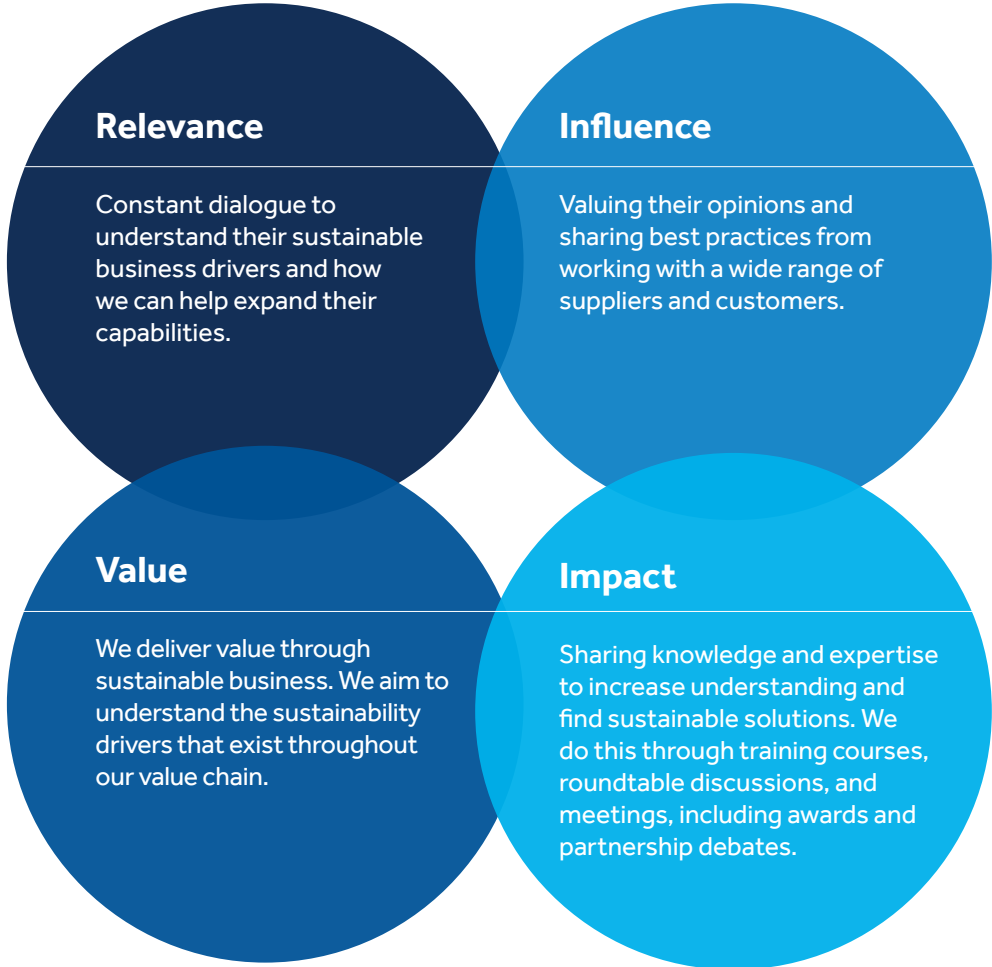 Relevance
Constant dialogue to
understand their sustainable
business drivers and how
we can help expand their
capabilities.
Influence
Valuing their opinions and
sharing best practices from
working with a wide range of
suppliers and customers.
Value
We deliver value through
sustainable business. We aim to
understand the sustainability
drivers that exist throughout
our value chain.
Impact
Sharing knowledge and expertise
to increase understanding and
find sustainable solutions. We
do this through training courses,
roundtable discussions, and
meetings, including awards and
partnership debates.